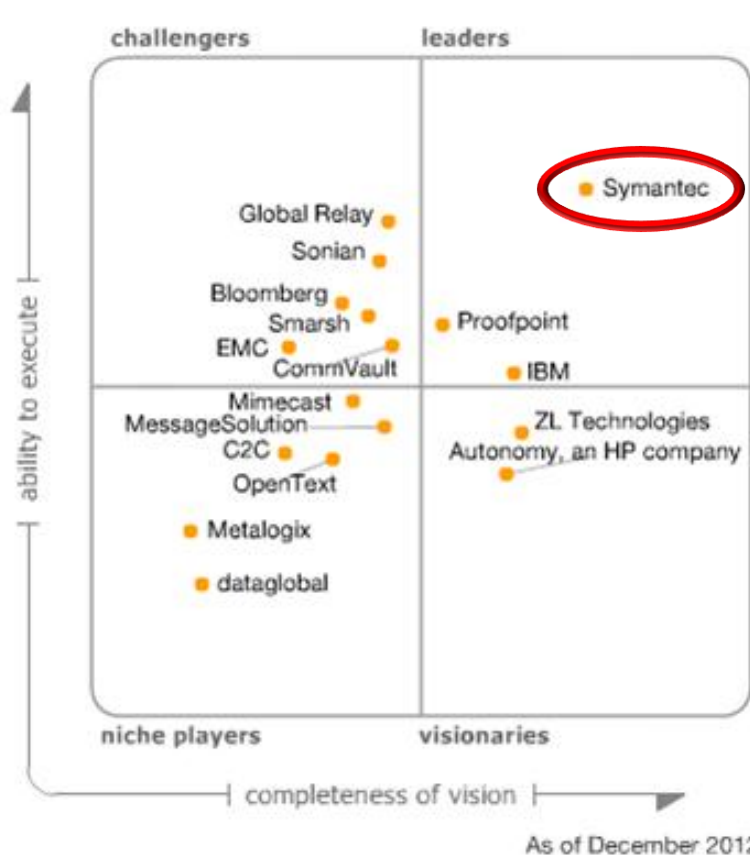 challengers
leaders
Symantec
Global Relay
Sonian
Bloomberg
Smarsh
Proofpoint
EMC
CommVault
IBM
Mimecast
MessageSolution
ZL Technologies
C2C
Autonomy, an HP company
OpenText
Metalogix
dataglobal
ability to execute
niche players
visionaries
completeness of vision
As of December 2012